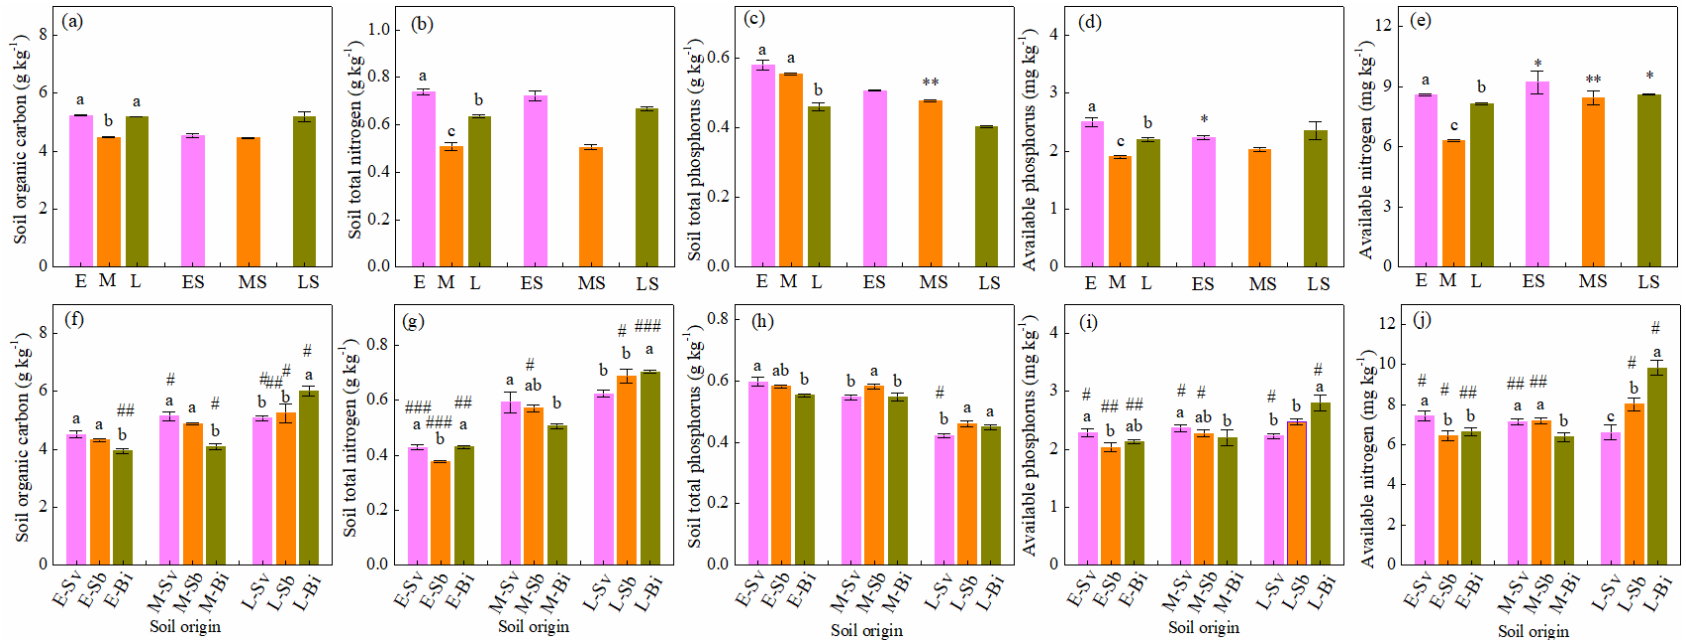 (a)
Soil organic carbon (g kg-1)
8
6
4
2
0
a
b
a
E M L ES MS LS
(b)
Soil total nitrogen (g kg-1)
1.0
0.8
0.6
0.4
0.2
0.0
a
c
b
E M L ES MS LS
(c)
Soil total phosphorus (g kg-1)
0.6
0.4
0.2
0.0
a
a
b
**
E M L ES MS LS
(d)
Available phosphorus (mg kg-1)
4
3
2
1
0
a
c
b
*
E M L ES MS LS
(e)
Available nitrogen (mg kg-1)
12
9
6
3
0
a
c
b
*
**
*
E M L ES MS LS
(f)
Soil organic carbon (g kg-1)
8
6
4
2
0
a
a
##
b
#
a
a
#
b
#
b
##
#
b
#
a
E-Sv E-Sb E-Bi M-Sv M-Sb M-Bi L-Sv L-Sb L-Bi
Soil origin
(g)
Soil total nitrogen (g kg-1)
0.8
0.6
0.4
0.2
0.0
###
a
###
b
##
a
a
#
ab
b
b
#
b
###
a
E-Sv E-Sb E-Bi M-Sv M-Sb M-Bi L-Sv L-Sb L-Bi
(h)
Soil total phosphorus (g kg-1)
0.8
0.6
0.4
0.2
0.0
a
ab
b
b
a
b
#
b
a
a
E-Sv E-Sb E-Bi M-Sv M-Sb M-Bi L-Sv L-Sb L-Bi
Soil origin
(i)
Available phosphorus (mg kg-1)
4
3
2
1
0
#
a
##
b
##
ab
#
a
#
ab
b
#
b
b
#
a
E-Sv E-Sb E-Bi M-Sv M-Sb M-Bi L-Sv L-Sb L-Bi
Soil origin
(j)
Available nitrogen (mg kg-1)
12
10
8
6
4
2
0
#
a
#
b
##
b
##
a
##
a
b
c
#
b
#
a
E-Sv E-Sb E-Bi M-Sv M-Sb M-Bi L-Sv L-Sb L-Bi
Soil origin